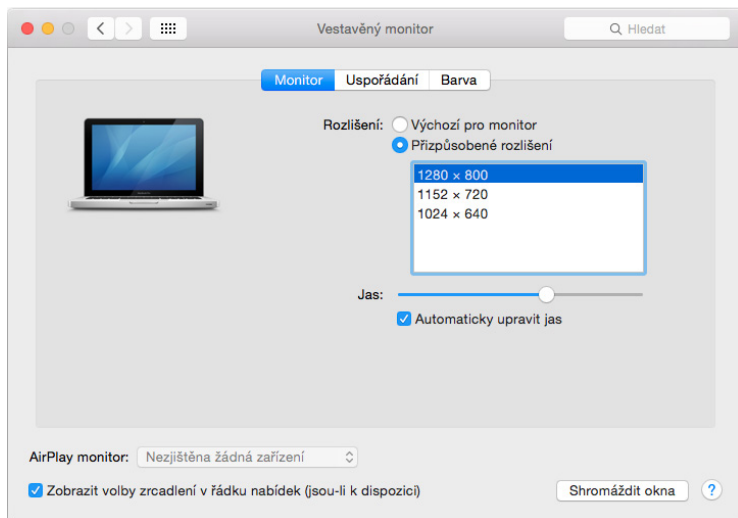 Vestavěný monitor
Hledat
Monitor Uspořádání Barva
Rozlišení: Výchozí pro monitor
Přizpůsobené rozlišení
1280 × 800
1152 × 720
1024 × 640
Jas:
Automaticky upravit jas
AirPlay monitor: Nezjištěna žádná zařízení
Zobrazit volby zrcadlení v řádku nabídek (jsou-li k dispozici) Shromáždit okna ?